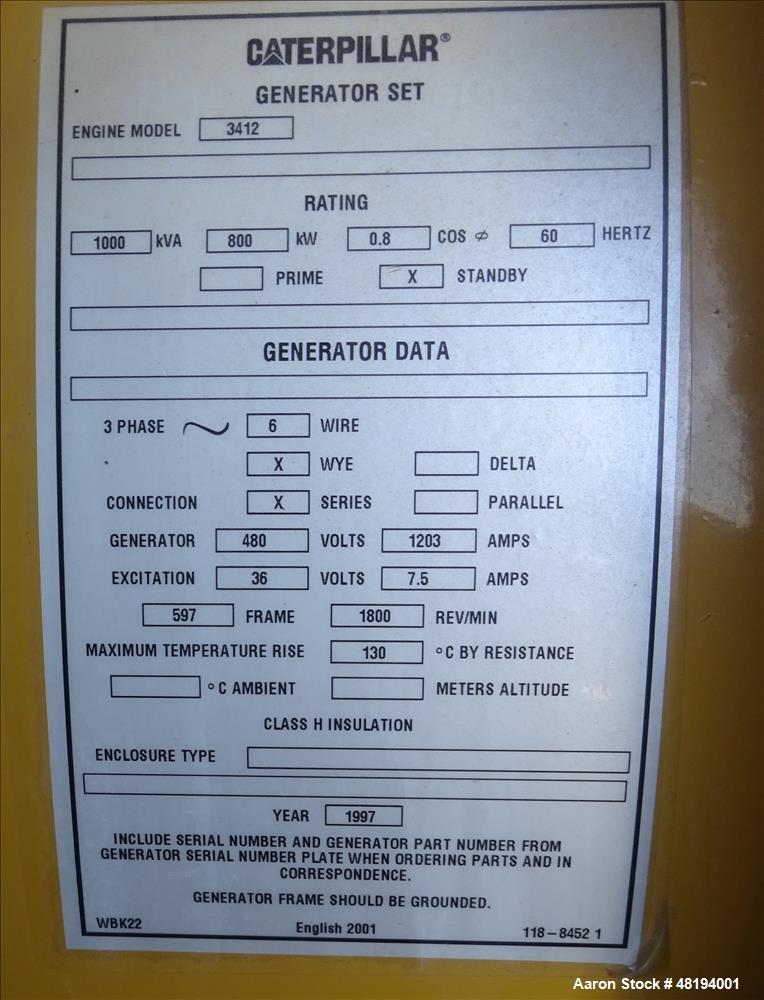 CATERPILLAR®
GENERATOR SET
ENGINE MODEL 3412
RATING
1000 kVA 800 kW 0.8 COS ⌀ 60 HERTZ
PRIME X STANDBY
GENERATOR DATA
3 PHASE 6 WIRE
X WYE DELTA
CONNECTION X SERIES PARALLEL
GENERATOR 480 VOLTS 1203 AMPS
EXCITATION 36 VOLTS 7.5 AMPS
597 FRAME 1800 REV/MIN
MAXIMUM TEMPERATURE RISE 130 °C BY RESISTANCE
°C AMBIENT METERS ALTITUDE
CLASS H INSULATION
ENCLOSURE TYPE
YEAR 1997
INCLUDE SERIAL NUMBER AND GENERATOR PART NUMBER FROM
GENERATOR SERIAL NUMBER PLATE WHEN ORDERING PARTS AND IN
CORRESPONDENCE.
GENERATOR FRAME SHOULD BE GROUNDED.
WBK22 English 2001 118-8452 1
Aaron Stock # 48194001